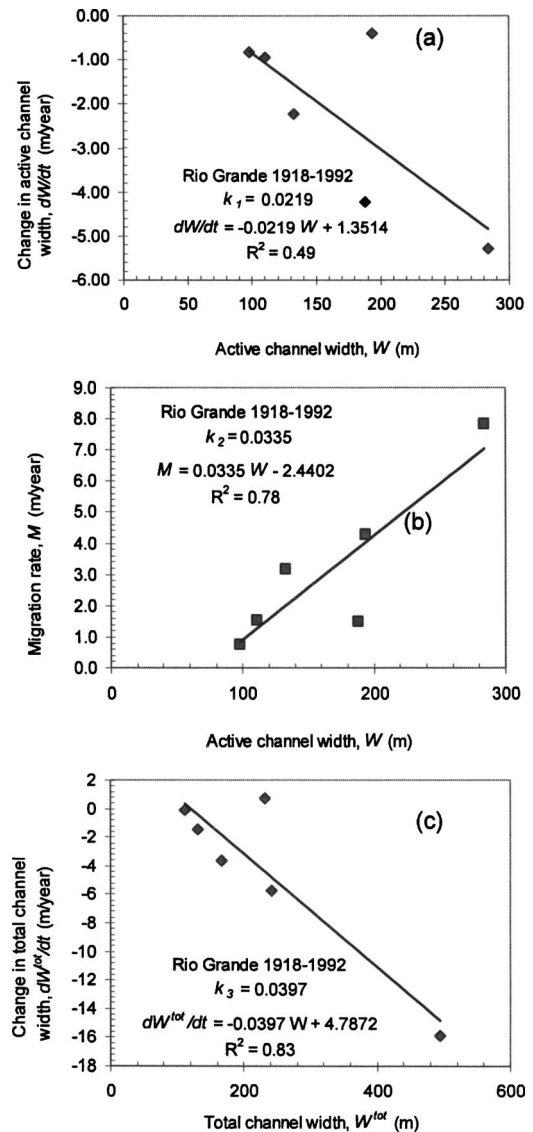 0.00
-1.00
-2.00
-3.00
-4.00
-5.00
-6.00
Change in active channel
width, dW/dt (m/year)
(a)
Rio Grande 1918-1992
k1 = 0.0219
dW/dt = -0.0219 W + 1.3514
R2 = 0.49
0 50 100 150 200 250 300
Active channel width, W (m)
9.0
8.0
7.0
6.0
5.0
4.0
3.0
2.0
1.0
0.0
Migration rate, M (m/year)
Rio Grande 1918-1992
k2 = 0.0335
M = 0.0335 W - 2.4402
R2 = 0.78
(b)
0 100 200 300
Active channel width, W (m)
2
0
-2
-4
-6
-8
-10
-12
-14
-16
-18
Change in total channel
width, dWtot/dt (m/year)
(c)
Rio Grande 1918-1992
k3 = 0.0397
dWtot/dt = -0.0397 W + 4.7872
R2 = 0.83
0 200 400 600
Total channel width, Wtot (m)